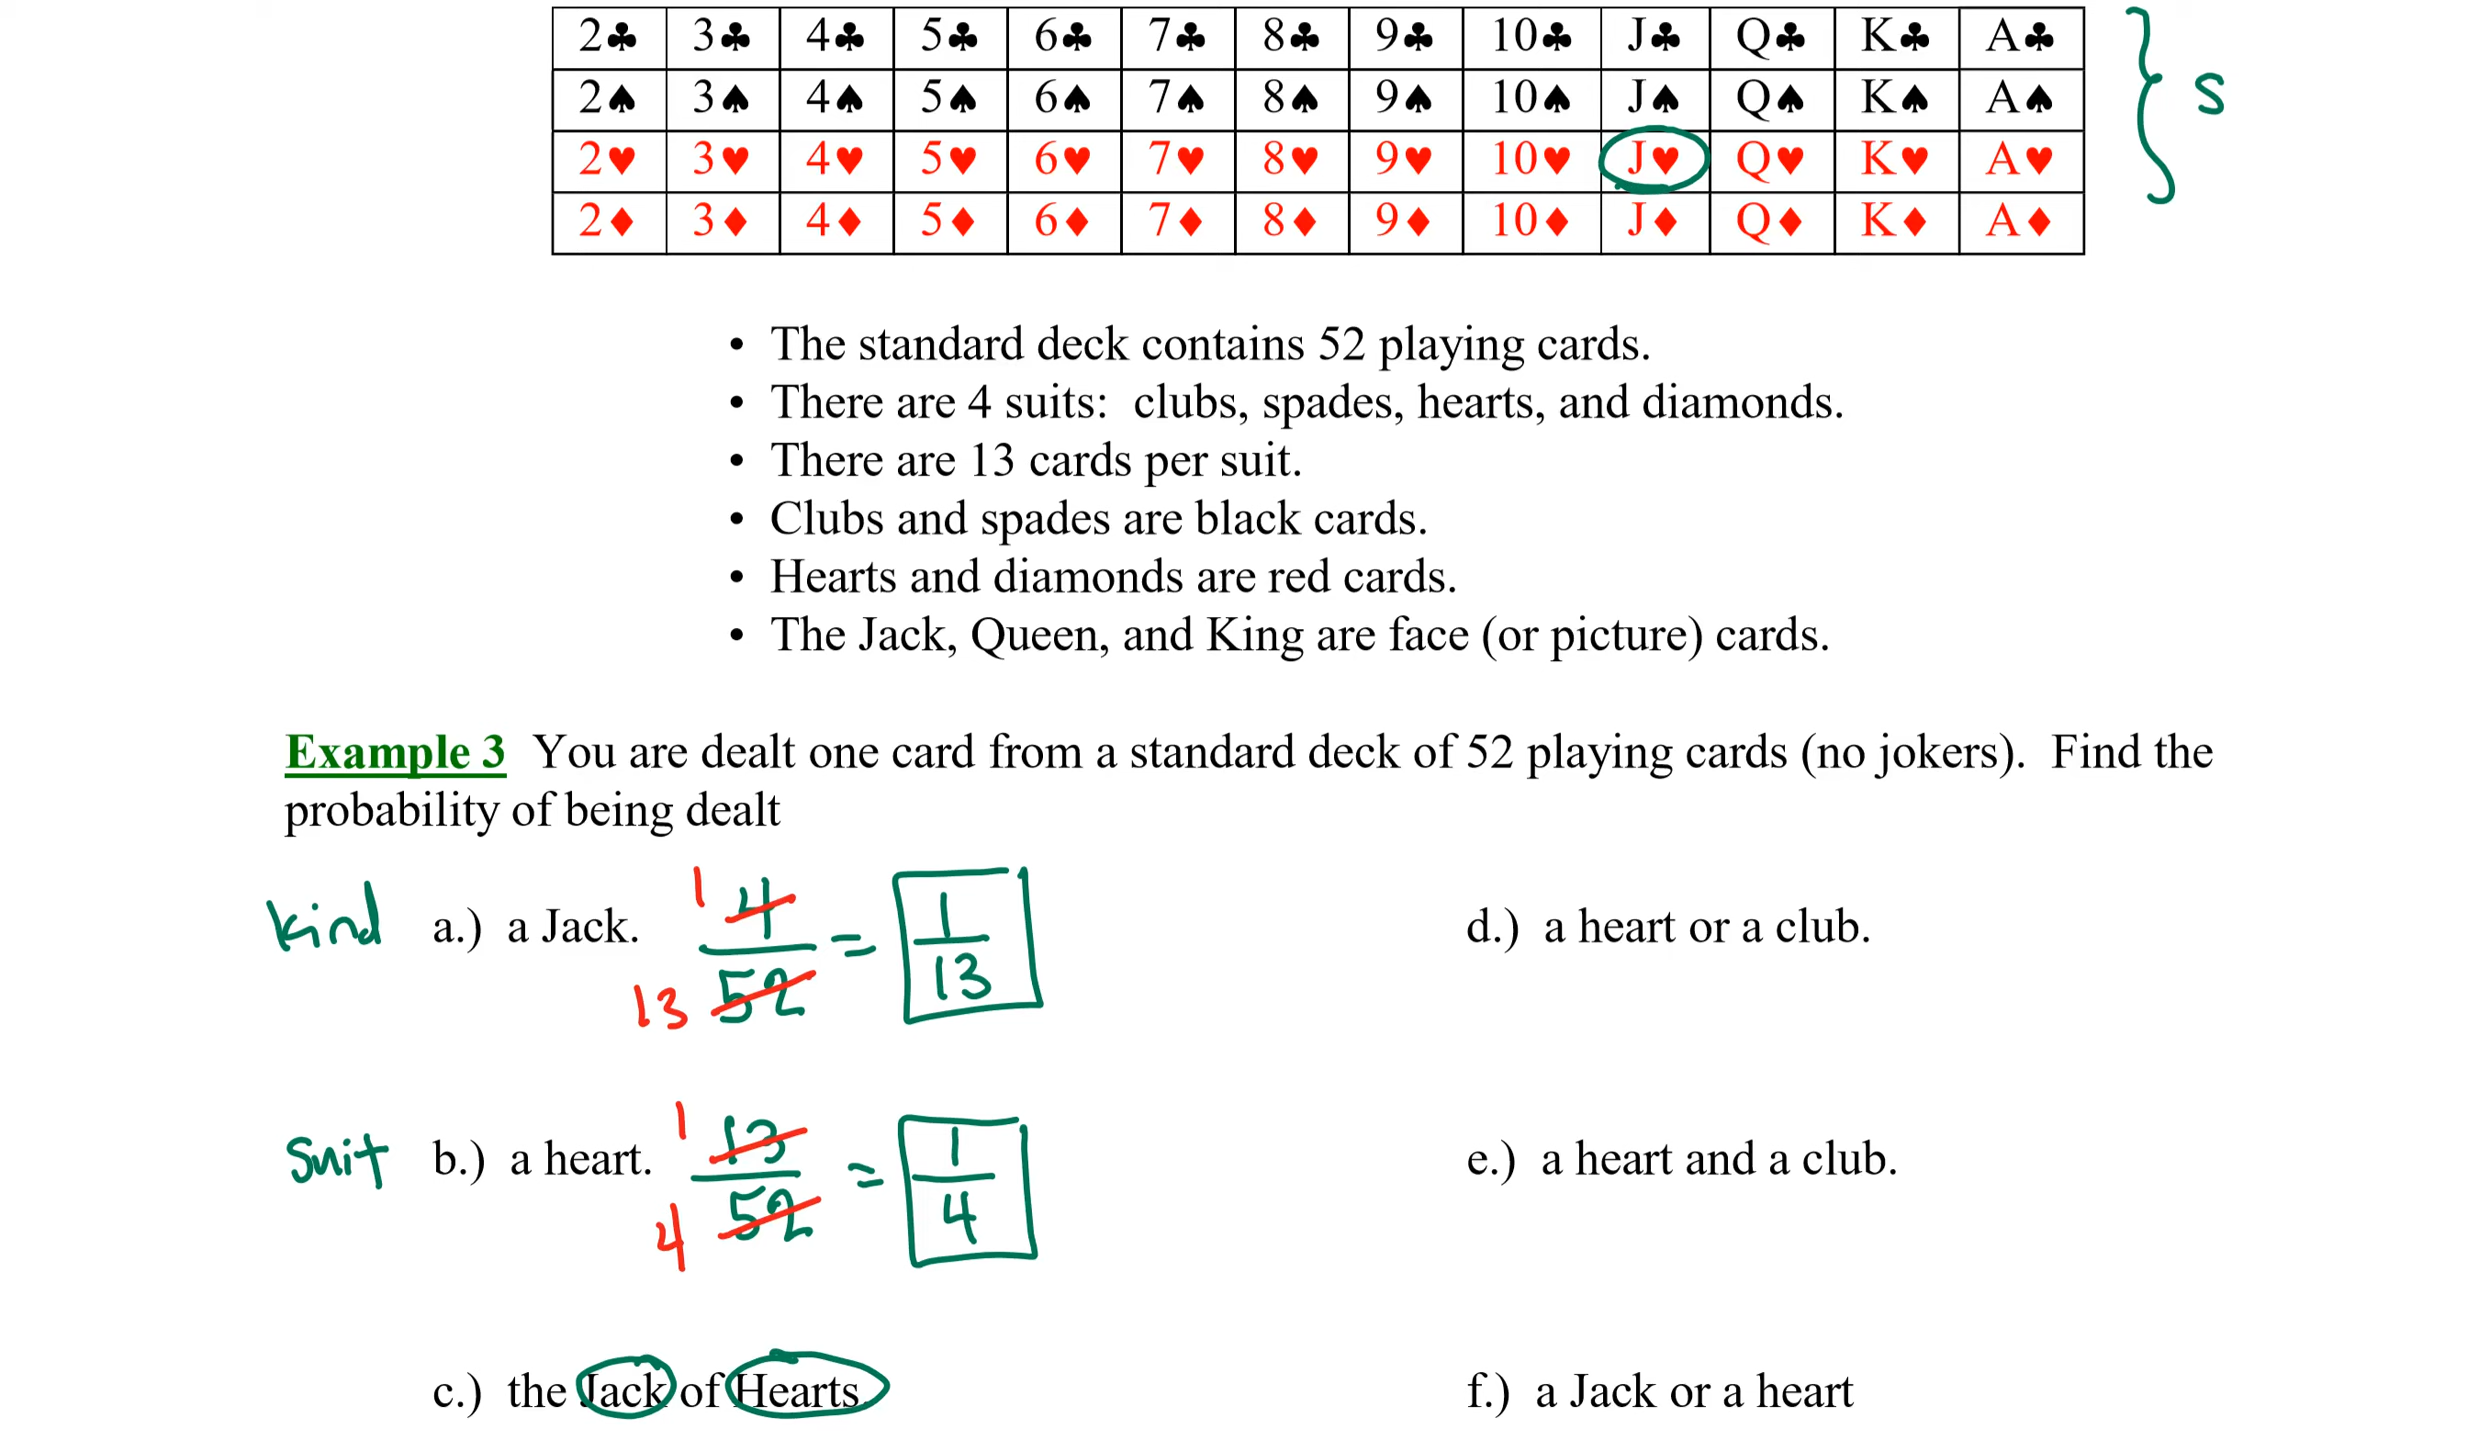 2♣ 3♣ 4♣ 5♣ 6♣ 7♣ 8♣ 9♣ 10♣ J♣ Q♣ K♣ A♣
2♠ 3♠ 4♠ 5♠ 6♠ 7♠ 8♠ 9♠ 10♠ J♠ Q♠ K♠ A♠ S
2♥ 3♥ 4♥ 5♥ 6♥ 7♥ 8♥ 9♥ 10♥ J♥ Q♥ K♥ A♥
2♦ 3♦ 4♦ 5♦ 6♦ 7♦ 8♦ 9♦ 10♦ J♦ Q♦ K♦ A♦
• The standard deck contains 52 playing cards.
• There are 4 suits: clubs, spades, hearts, and diamonds.
• There are 13 cards per suit.
• Clubs and spades are black cards.
• Hearts and diamonds are red cards.
• The Jack, Queen, and King are face (or picture) cards.
Example 3 You are dealt one card from a standard deck of 52 playing cards (no jokers). Find the
probability of being dealt
1 4 1
Kind a.) a Jack. =
13 52 13
d.) a heart or a club.
1 13 1
Suit b.) a heart. =
4 52 4
e.) a heart and a club.
c.) the Jack of Hearts.
f.) a Jack or a heart